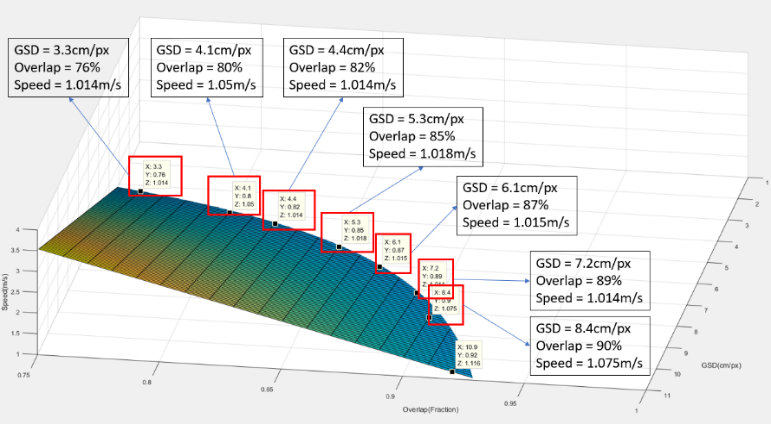 GSD = 3.3cm/px
Overlap = 76%
Speed = 1.014m/s
GSD = 4.1cm/px
Overlap = 80%
Speed = 1.05m/s
GSD = 4.4cm/px
Overlap = 82%
Speed = 1.014m/s
GSD = 5.3cm/px
Overlap = 85%
Speed = 1.018m/s
GSD = 6.1cm/px
Overlap = 87%
Speed = 1.015m/s
GSD = 7.2cm/px
Overlap = 89%
Speed = 1.014m/s
GSD = 8.4cm/px
Overlap = 90%
Speed = 1.075m/s
X: 3.3
Y: 0.76
Z: 1.014
X: 4.1
Y: 0.8
Z: 1.05
X: 4.4
Y: 0.82
Z: 1.014
X: 5.3
Y: 0.85
Z: 1.018
X: 6.1
Y: 0.87
Z: 1.015
X: 7.2
Y: 0.89
X: 8.4
Y: 0.9
Z: 1.075
X: 10.9
Y: 0.92
Z: 1.115
4
3.5
3
2.5
2
1.5
1
Speed(m/s)
0.75
0.8
0.85
0.9
0.95
1
Overlap(Fraction)
1
2
3
4
5
6
7
8
9
10
11
GSD(cm/px)